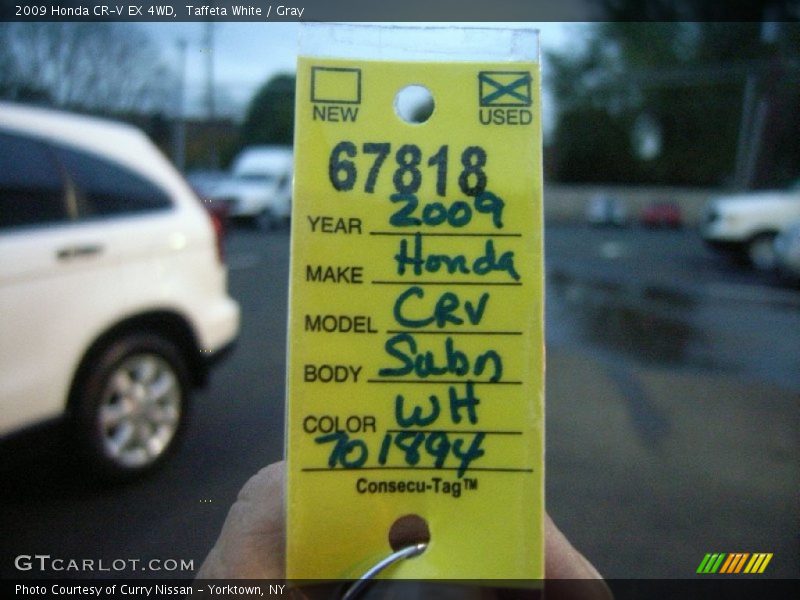 2009 Honda CR-V EX 4WD, Taffeta White / Gray
NEW USED
67818
YEAR 2009
MAKE Honda
MODEL CRV
BODY Subn
COLOR WH
701894
Consecu-Tag™
GTCARLOT.COM
Photo Courtesy of Curry Nissan - Yorktown, NY